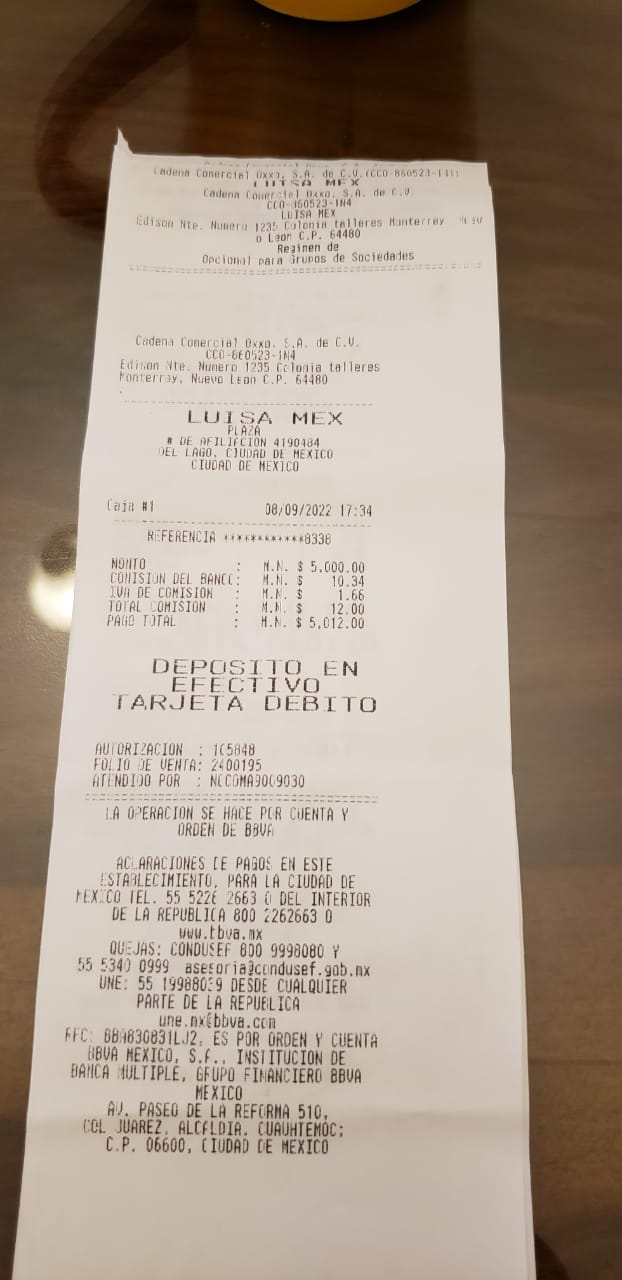 Cadena Comercial Oxxo, S.A. de C.V.(CCO-860523-1N4)
LUISA MEX
Cadena Comercial Oxxo, S.A. de C.V.
CCO-860523-1N4
LUISA MEX
Edison Nte. Numero 1235 Colonia talleres Monterrey
o Leon C.P. 64480
Regimen de
Opcional para Grupos de Sociedades
Cadena Comercial Oxxo, S.A. de C.V.
CCO-860523-1N4
Edison Nte. Numero 1235 Colonia talleres
Monterray, Nuevo Leon C.P. 64480
LUISA MEX
PLAZA
# DE AFILIACION 4190484
DEL LAGO, CIUDAD DE MEXICO
CIUDAD DE MEXICO
Caja #1 08/09/2022 17:34
REFERENCIA ************8338
MONTO : M.N. $ 5,000.00
COMISION DEL BANCO: M.N. $ 10.34
IVA DE COMISION : M.N. $ 1.66
TOTAL COMISION : M.N. $ 12.00
PAGO TOTAL : M.N. $ 5,012.00
DEPOSITO EN
EFECTIVO
TARJETA DEBITO
AUTORIZACION : 105848
FOLIO DE VENTA: 2400195
ATENDIDO POR : NCCOMA9009030
LA OPERACION SE HACE POR CUENTA Y
ORDEN DE BBVA
ACLARACIONES DE PAGOS EN ESTE
ESTABLECIMIENTO, PARA LA CIUDAD DE
MEXICO TEL. 55 5226 2663 O DEL INTERIOR
DE LA REPUBLICA 800 2262663 O
www.bbva.mx
QUEJAS: CONDUSEF 800 9998080 Y
55 5340 0999 asesoria@condusef.gob.mx
UNE: 55 19988039 DESDE CUALQUIER
PARTE DE LA REPUBLICA
une.mx@bbva.com
RFC: BBA830831LJ2, ES POR ORDEN Y CUENTA
BBVA MEXICO, S.A., INSTITUCION DE
BANCA MULTIPLE, GRUPO FINANCIERO BBVA
MEXICO
AV. PASEO DE LA REFORMA 510,
COL JUAREZ, ALCALDIA. CUAUHTEMOC;
C.P. 06600, CIUDAD DE MEXICO